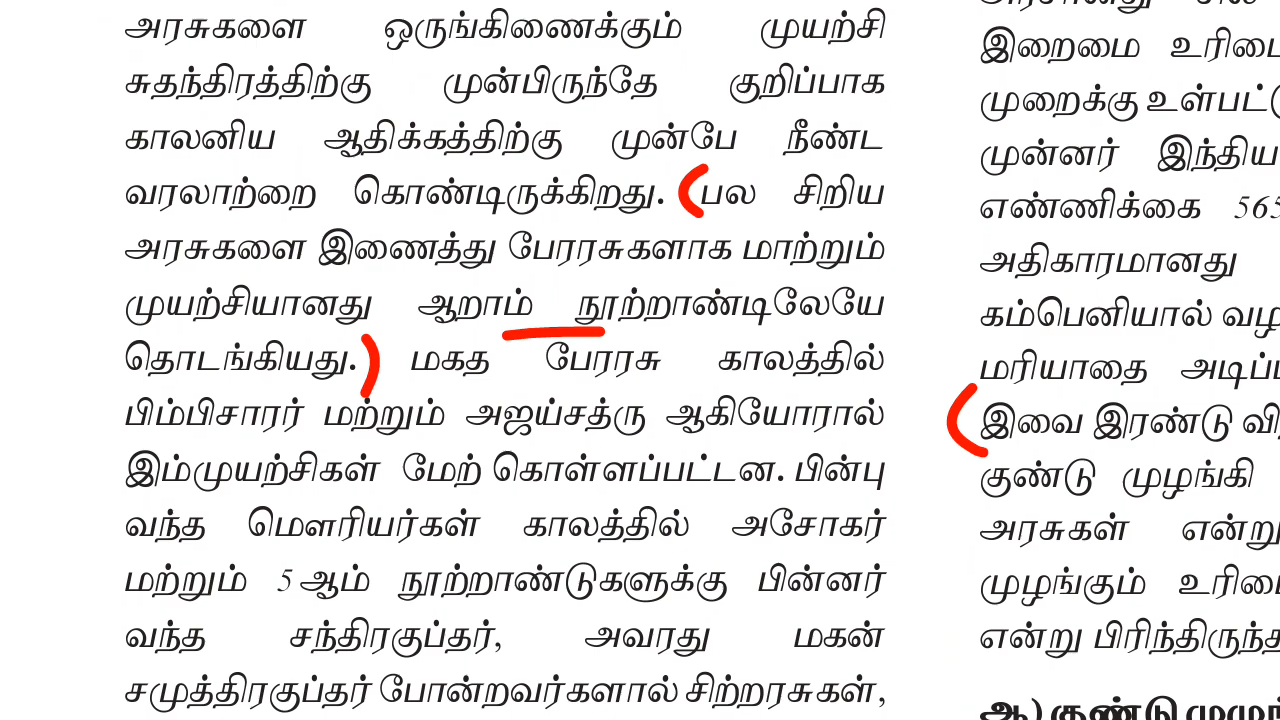 அரசுகளை ஒருங்கிணைக்கும் முயற்சி
சுதந்திரத்திற்கு முன்பிருந்தே குறிப்பாக
காலனிய ஆதிக்கத்திற்கு முன்பே நீண்ட
வரலாற்றை கொண்டிருக்கிறது. பல சிறிய
அரசுகளை இணைத்து பேரரசுகளாக மாற்றும்
முயற்சியானது ஆறாம் நூற்றாண்டிலேயே
தொடங்கியது. மகத பேரரசு காலத்தில்
பிம்பிசாரர் மற்றும் அஜய்சத்ரு ஆகியோரால்
இம்முயற்சிகள் மேற் கொள்ளப்பட்டன. பின்பு
வந்த மௌரியர்கள் காலத்தில் அசோகர்
மற்றும் 5 ஆம் நூற்றாண்டுகளுக்கு பின்னர்
வந்த சந்திரகுப்தர், அவரது மகன்
சமுத்திரகுப்தர் போன்றவர்களால் சிற்றரசுகள்,
இறைமை
முறைக்கு
முன்னர்
எண்ணிக்கை 565
அதிகாரமானது
கம்பெனியால்
மரியாதை
இவை இரண்டு
குண்டு முழங்கி
அரசுகள் என்று
முழங்கும்
என்று